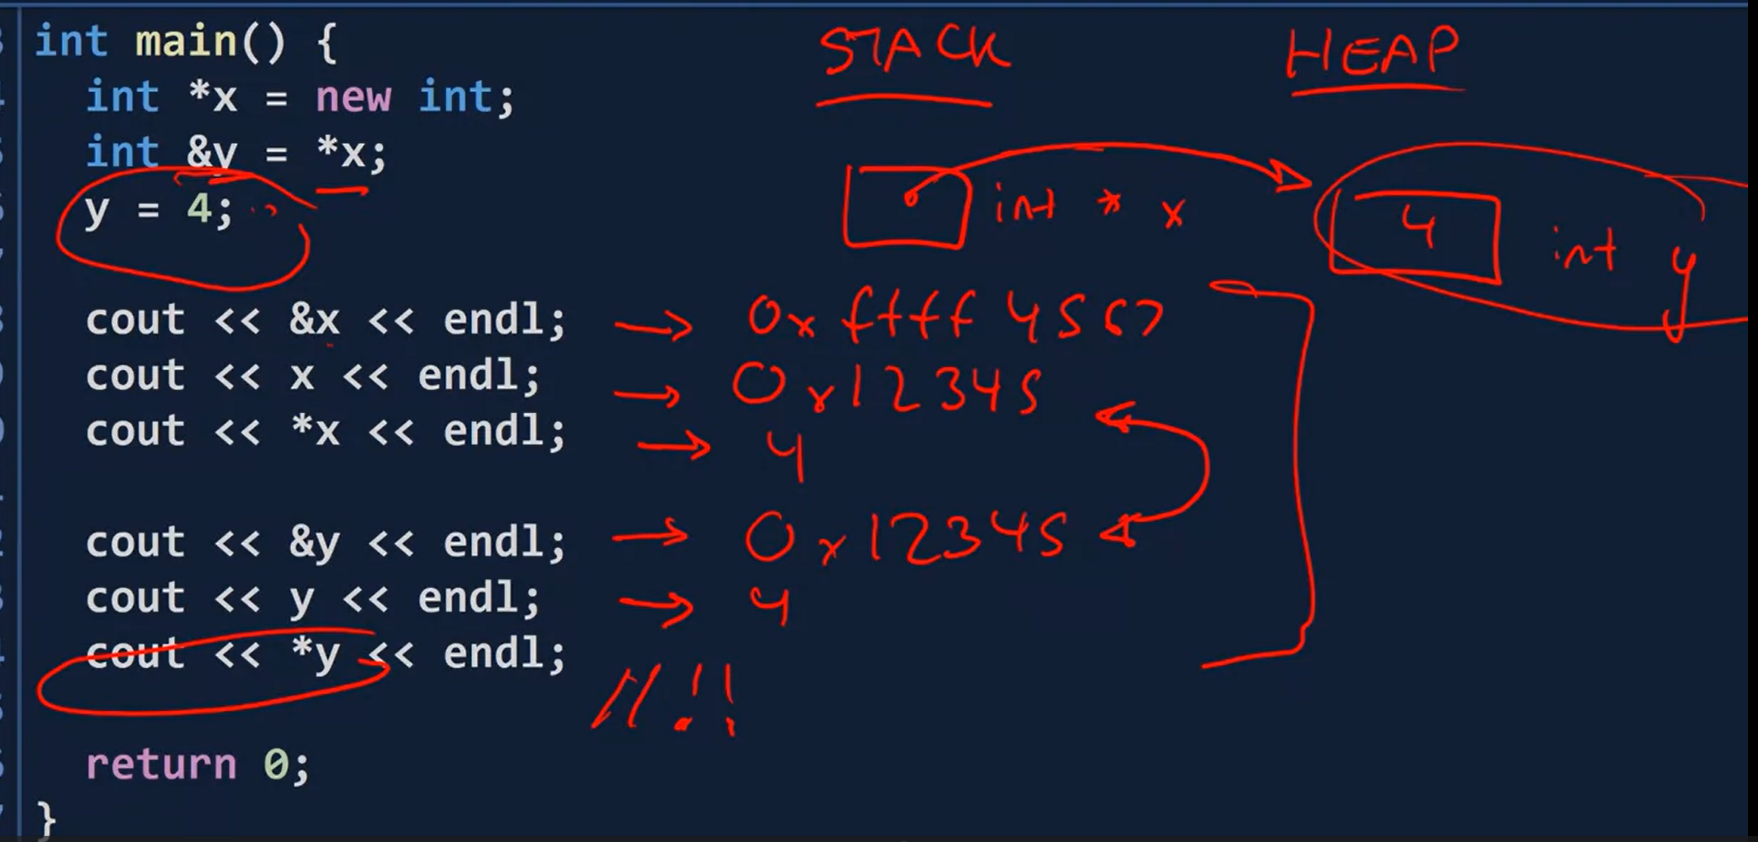 int main() {
STACK
HEAP
int *x = new int;
int &y = *x;
int * x
4
int y
y = 4;
cout << &x << endl; → 0xffff4567
cout << x << endl; → 0x12345
cout << *x << endl; → 4
cout << &y << endl; → 0x12345
cout << y << endl; → 4
cout << *y << endl; //!!
return 0;
}